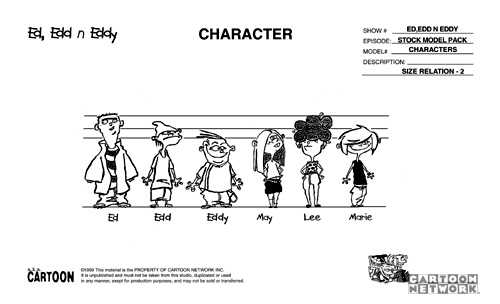 Ed, Edd n Eddy
CHARACTER
SHOW # ED,EDD N EDDY
EPISODE: STOCK MODEL PACK
MODEL# CHARACTERS
DESCRIPTION:
SIZE RELATION - 2
Ed Edd Eddy May Lee Marie
a.k.a.
CARTOON
©1999 This material is the PROPERTY OF CARTOON NETWORK INC.
It is unpublished and must not be taken from this studio, duplicated or used
in any manner, except for production purposes, and may not be sold or transferred.
CARTOON
NETWORK